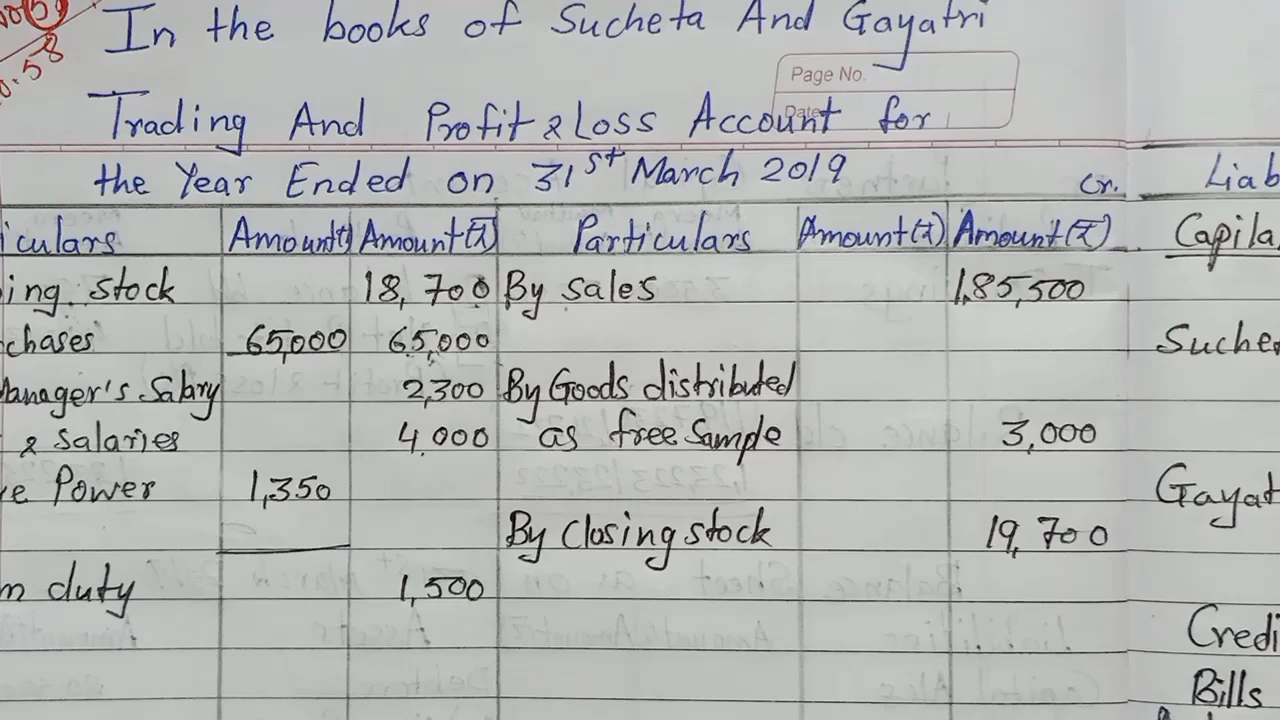 In the books of Sucheta And Gayatri
Page No.
Date
Trading And Profit & Loss Account for
the Year Ended on 31st March 2019
Cr. Liab
iculars Amount(₹) Amount(₹) Particulars Amount(₹) Amount(₹) Capila
ing. stock 18,700 By sales 1,85,500
chases 65,000 65,000 Suche
anager's Salary 2,300 By Goods distributed
& salaries 4,000 as free sample 3,000
e Power 1,350 Gayat
By Closing stock 19,700
m duty 1,500
Credi
Bills